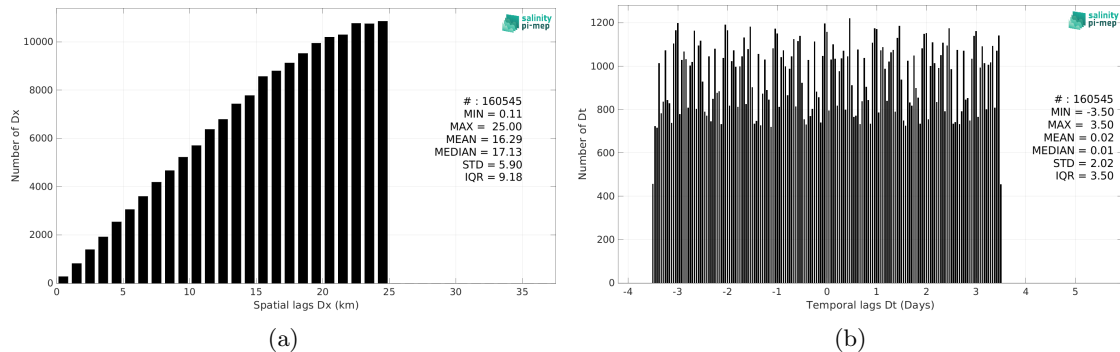 salinity
pi-mep
10000
8000
6000
4000
2000
0
Number of Dx
# : 160545
MIN = 0.11
MAX = 25.00
MEAN = 16.29
MEDIAN = 17.13
STD = 5.90
IQR = 9.18
0 5 10 15 20 25 30 35
Spatial lags Dx (km)
(a)
salinity
pi-mep
1200
1000
800
600
400
200
0
Number of Dt
# : 160545
MIN = -3.50
MAX = 3.50
MEAN = 0.02
MEDIAN = 0.01
STD = 2.02
IQR = 3.50
-4 -3 -2 -1 0 1 2 3 4 5
Temporal lags Dt (Days)
(b)